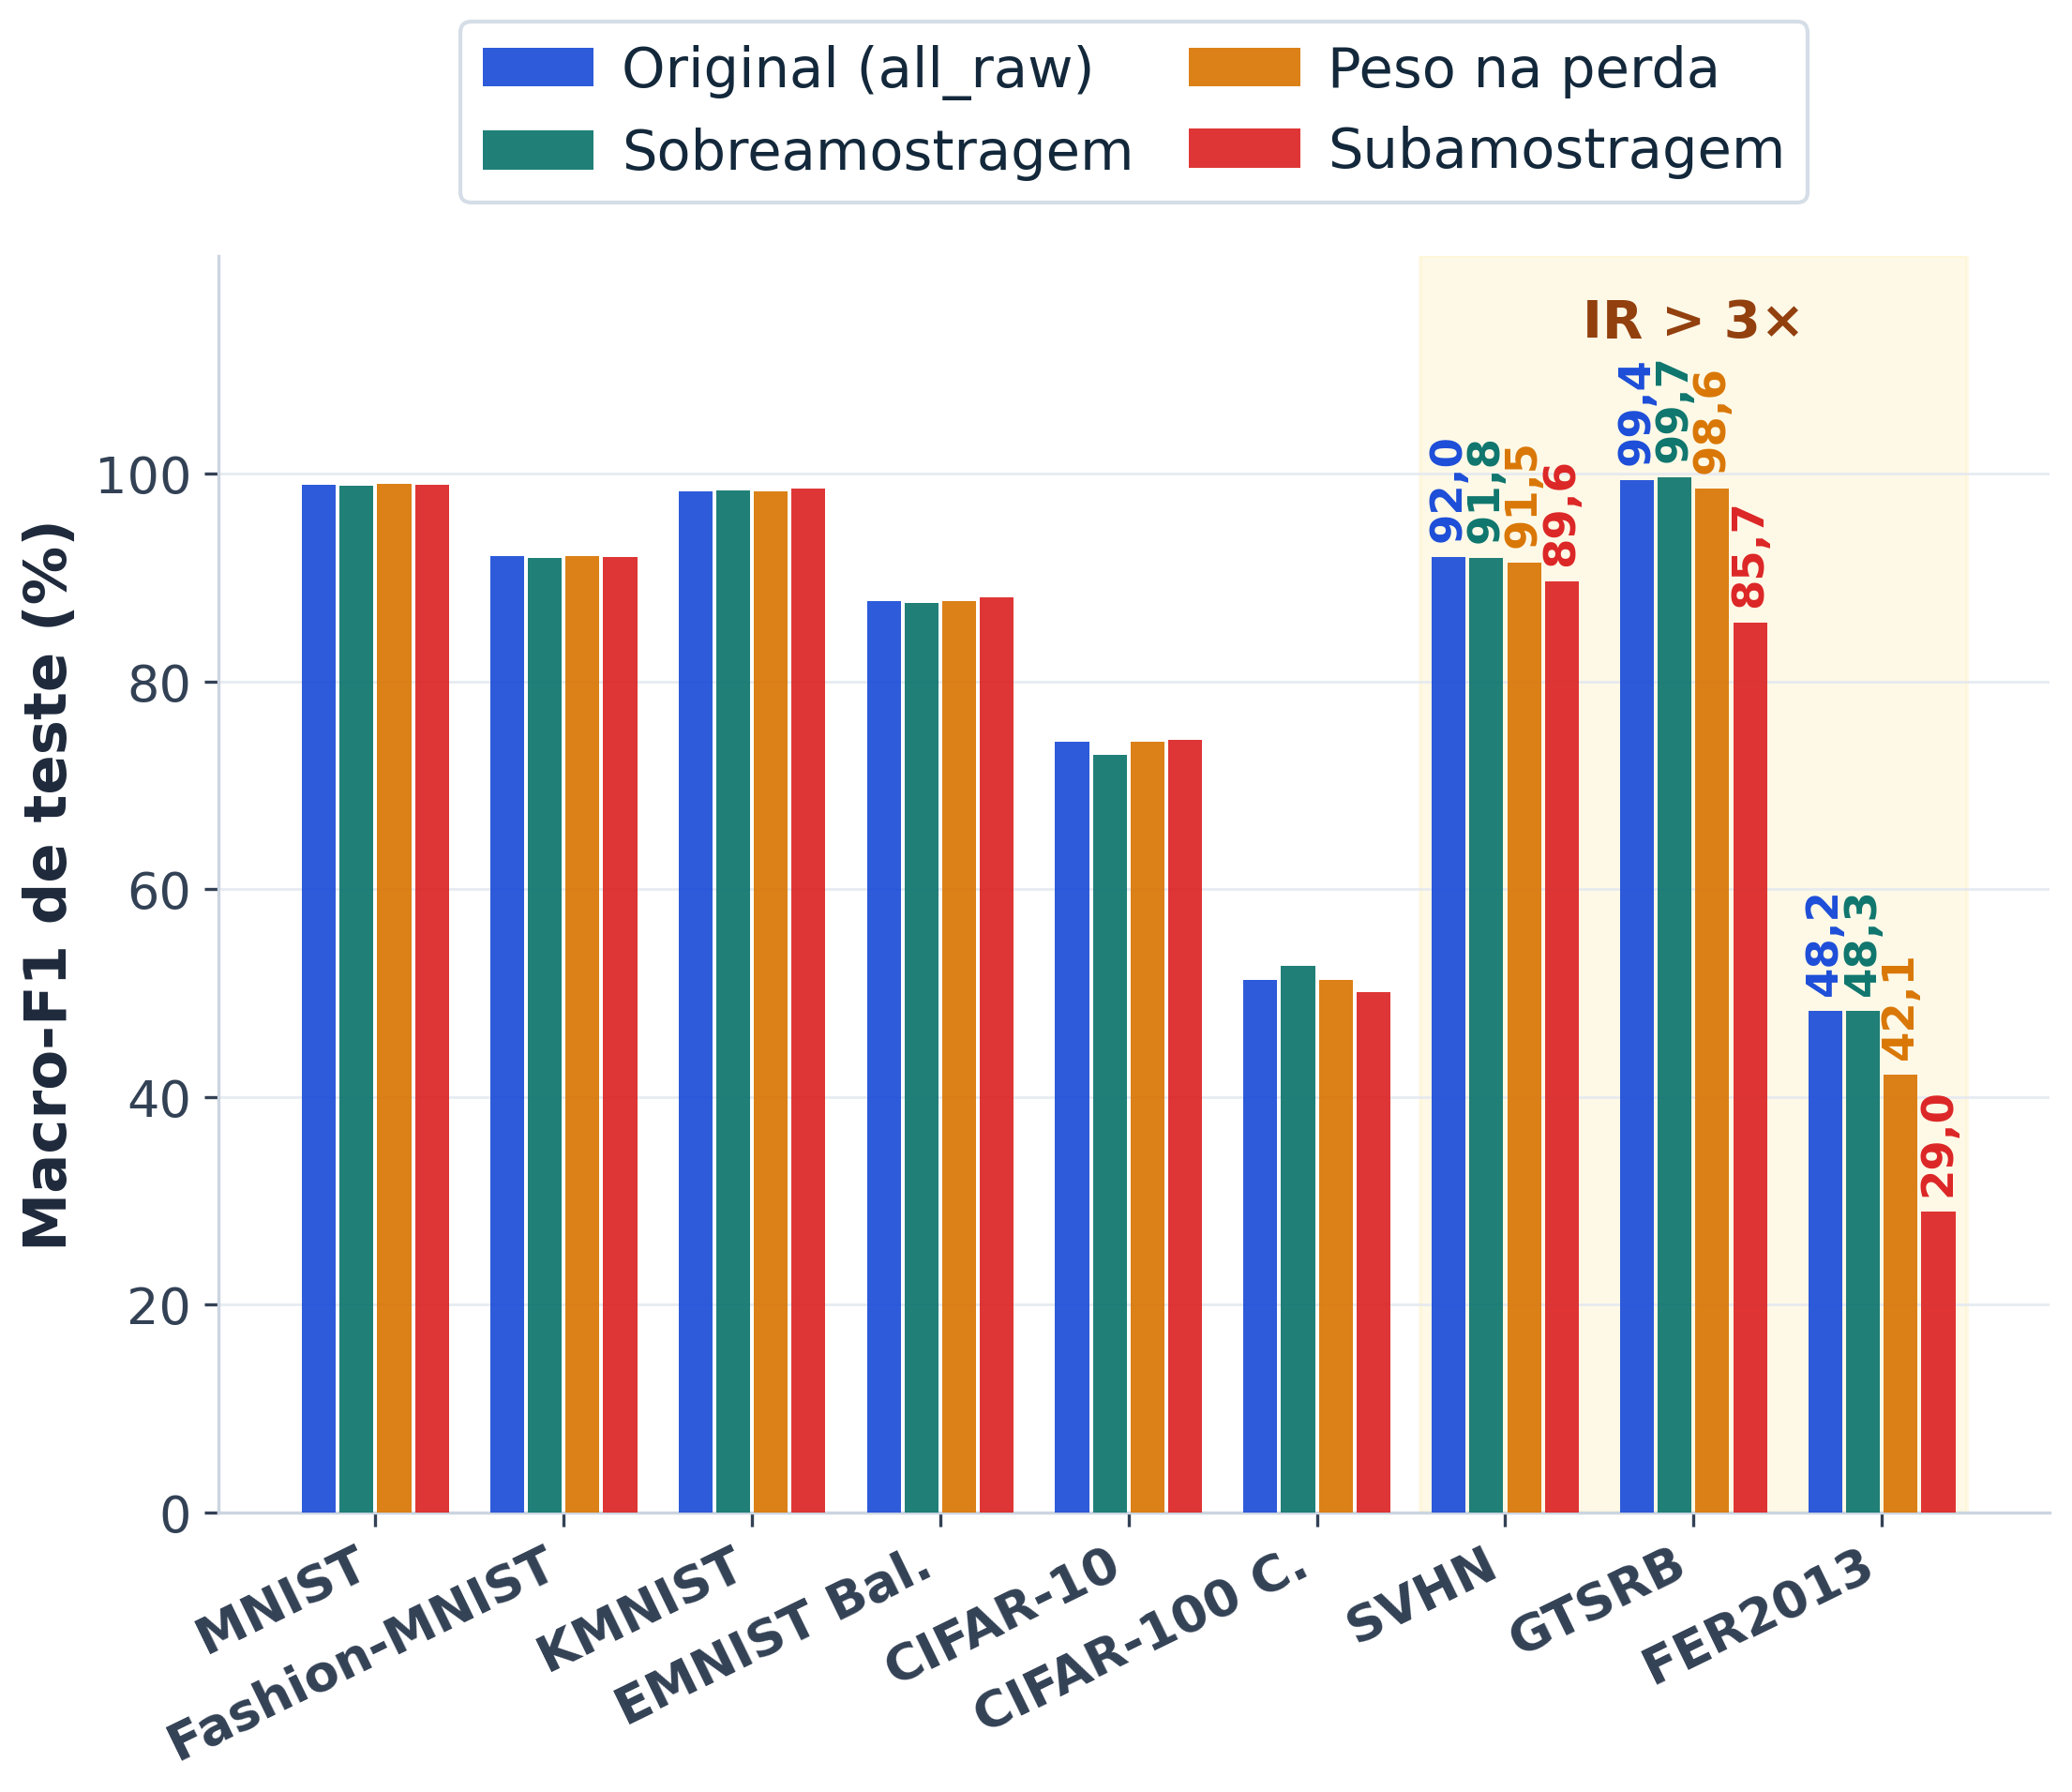 Original (all_raw)
Sobreamostragem
Peso na perda
Subamostragem
Macro-F1 de teste (%)
100
80
60
40
20
0
IR > 3×
92,0
91,8
91,5
89,6
99,4
99,7
98,6
85,7
48,2
48,3
42,1
29,0
MNIST
Fashion-MNIST
KMNIST
EMNIST Bal.
CIFAR-10
CIFAR-100 C.
SVHN
GTSRB
FER2013